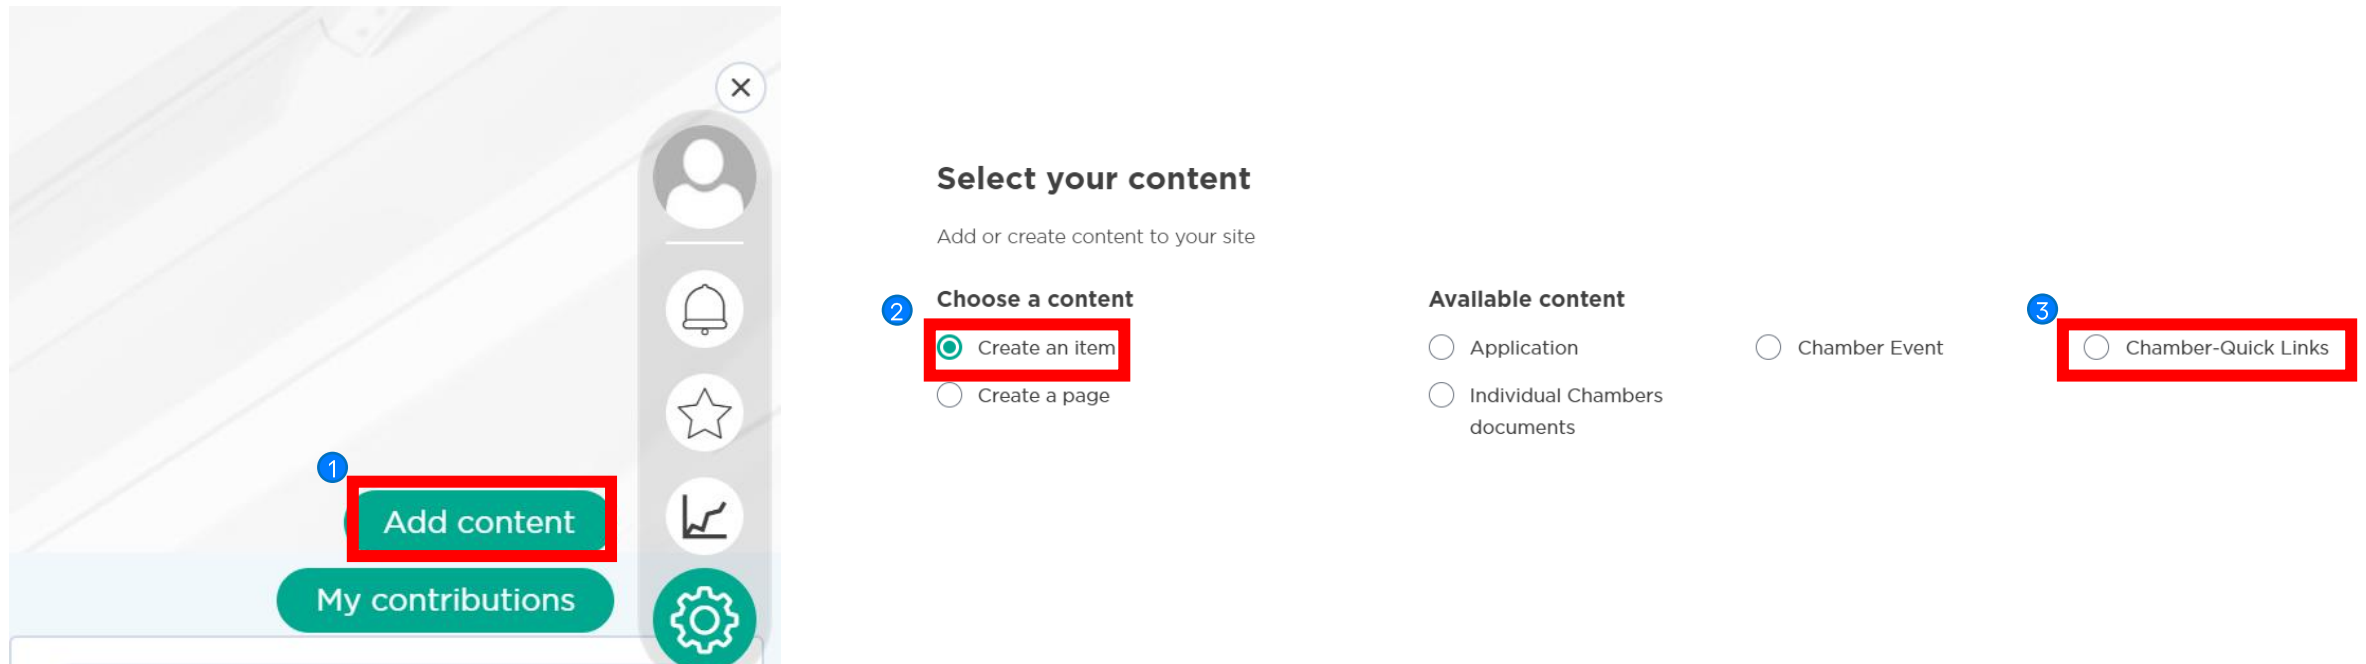 1
Add content
My contributions
Select your content
Add or create content to your site
2
Choose a content
Create an item
Create a page
Available content
Application
Individual Chambers
documents
Chamber Event
3
Chamber-Quick Links